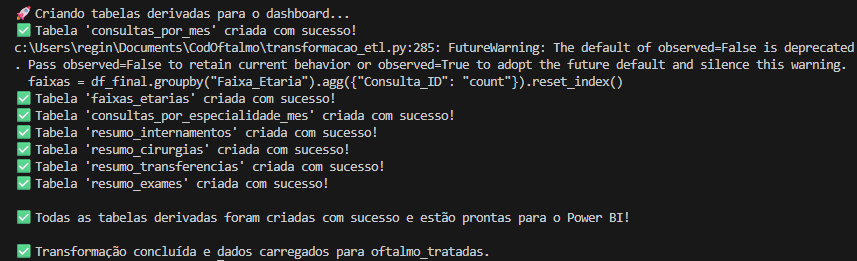 🚀 Criando tabelas derivadas para o dashboard...
✅ Tabela 'consultas_por_mes' criada com sucesso!
c:\Users\regin\Documents\CodOftalmo\transformacao_etl.py:285: FutureWarning: The default of observed=False is deprecated
. Pass observed=False to retain current behavior or observed=True to adopt the future default and silence this warning.
  faixas = df_final.groupby("Faixa_Etaria").agg({"Consulta_ID": "count"}).reset_index()
✅ Tabela 'faixas_etarias' criada com sucesso!
✅ Tabela 'consultas_por_especialidade_mes' criada com sucesso!
✅ Tabela 'resumo_internamentos' criada com sucesso!
✅ Tabela 'resumo_cirurgias' criada com sucesso!
✅ Tabela 'resumo_transferencias' criada com sucesso!
✅ Tabela 'resumo_exames' criada com sucesso!

✅ Todas as tabelas derivadas foram criadas com sucesso e estão prontas para o Power BI!

✅ Transformação concluída e dados carregados para oftalmo_tratadas.